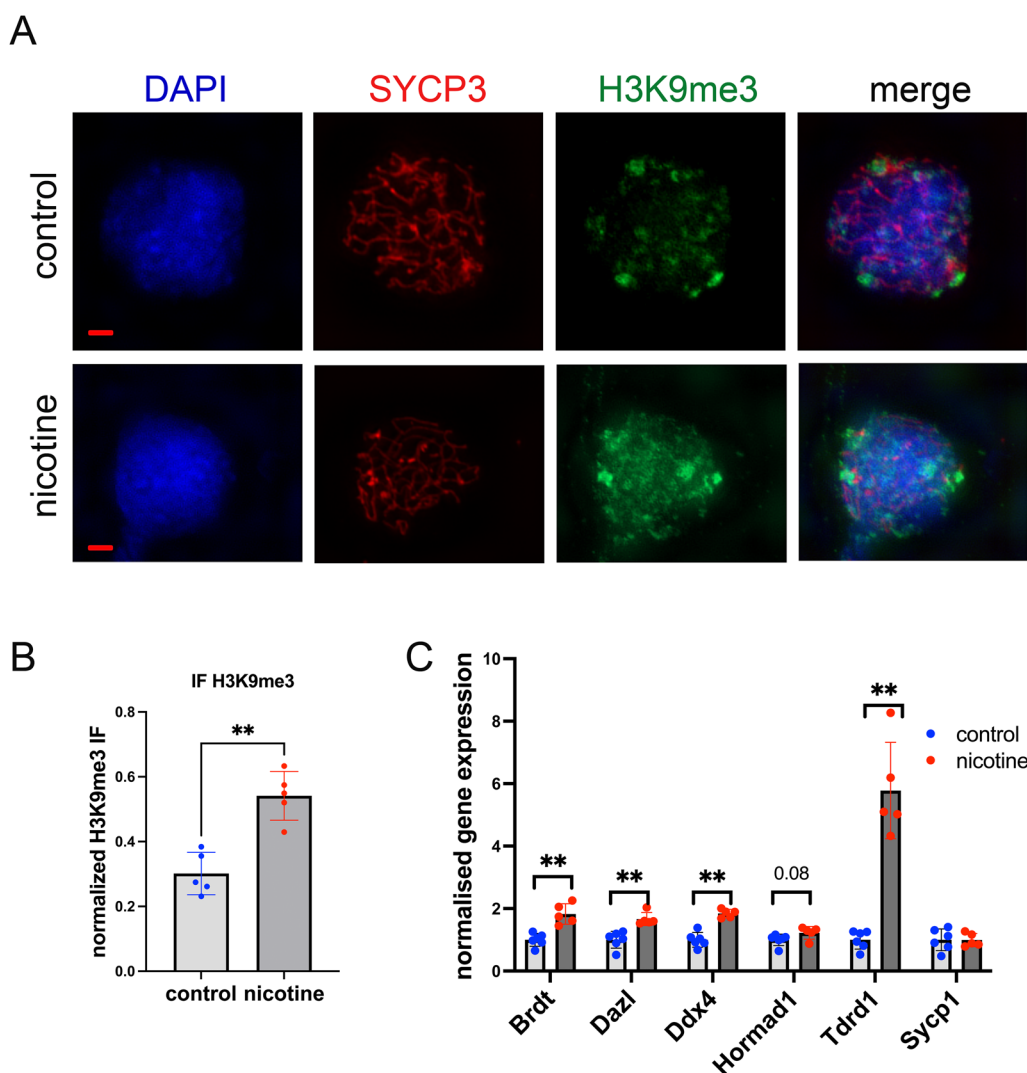 A
DAPI SYCP3 H3K9me3 merge
control
nicotine
B
IF H3K9me3
normalized H3K9me3 IF
0.8
0.6
0.4
0.2
0.0
**
control nicotine
C
normalised gene expression
10
8
6
4
2
0
** ** ** 0.08 **
control
nicotine
Brdt Dazl Ddx4 Hormad1 Tdrd1 Sycp1